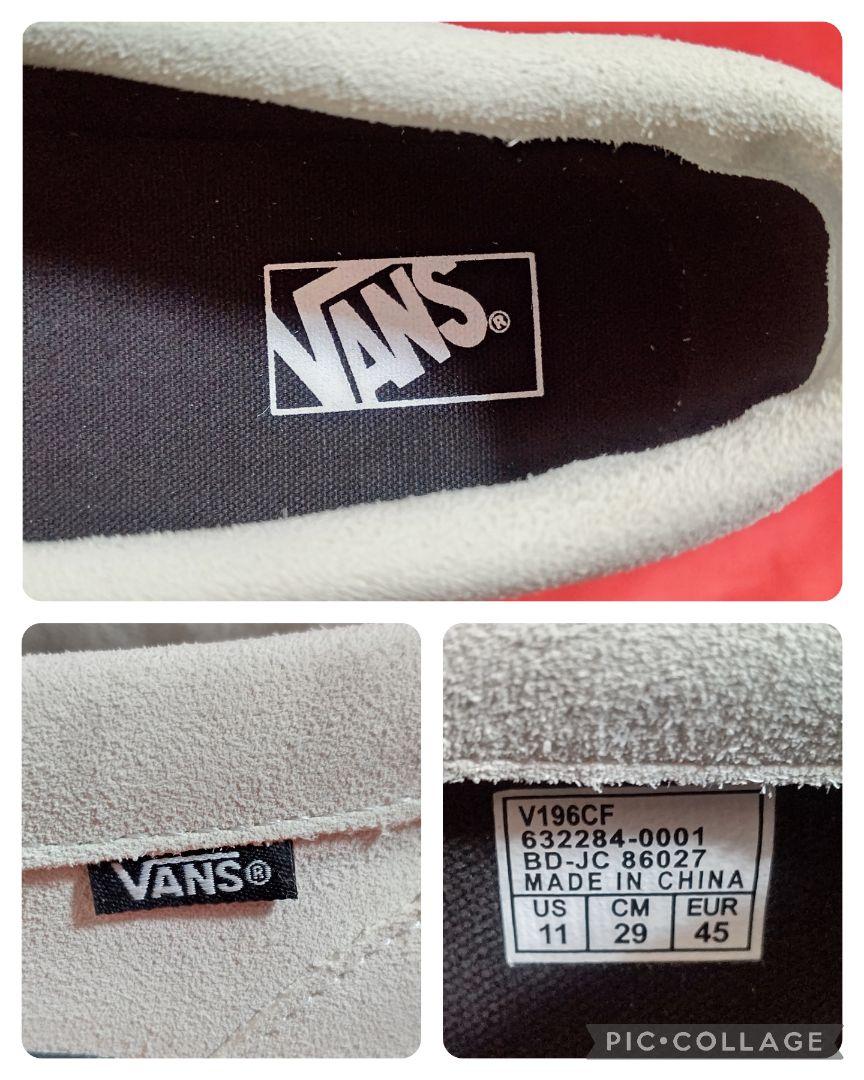 VANS®
VANS®
V196CF
632284-0001
BD-JC 86027
MADE IN CHINA
US CM EUR
11 29 45
PIC•COLLAGE